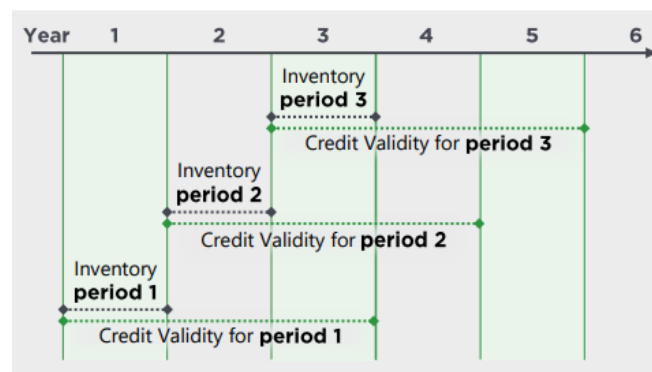 Year 1 2 3 4 5 6
Inventory
period 3
Credit Validity for period 3
Inventory
period 2
Credit Validity for period 2
Inventory
period 1
Credit Validity for period 1